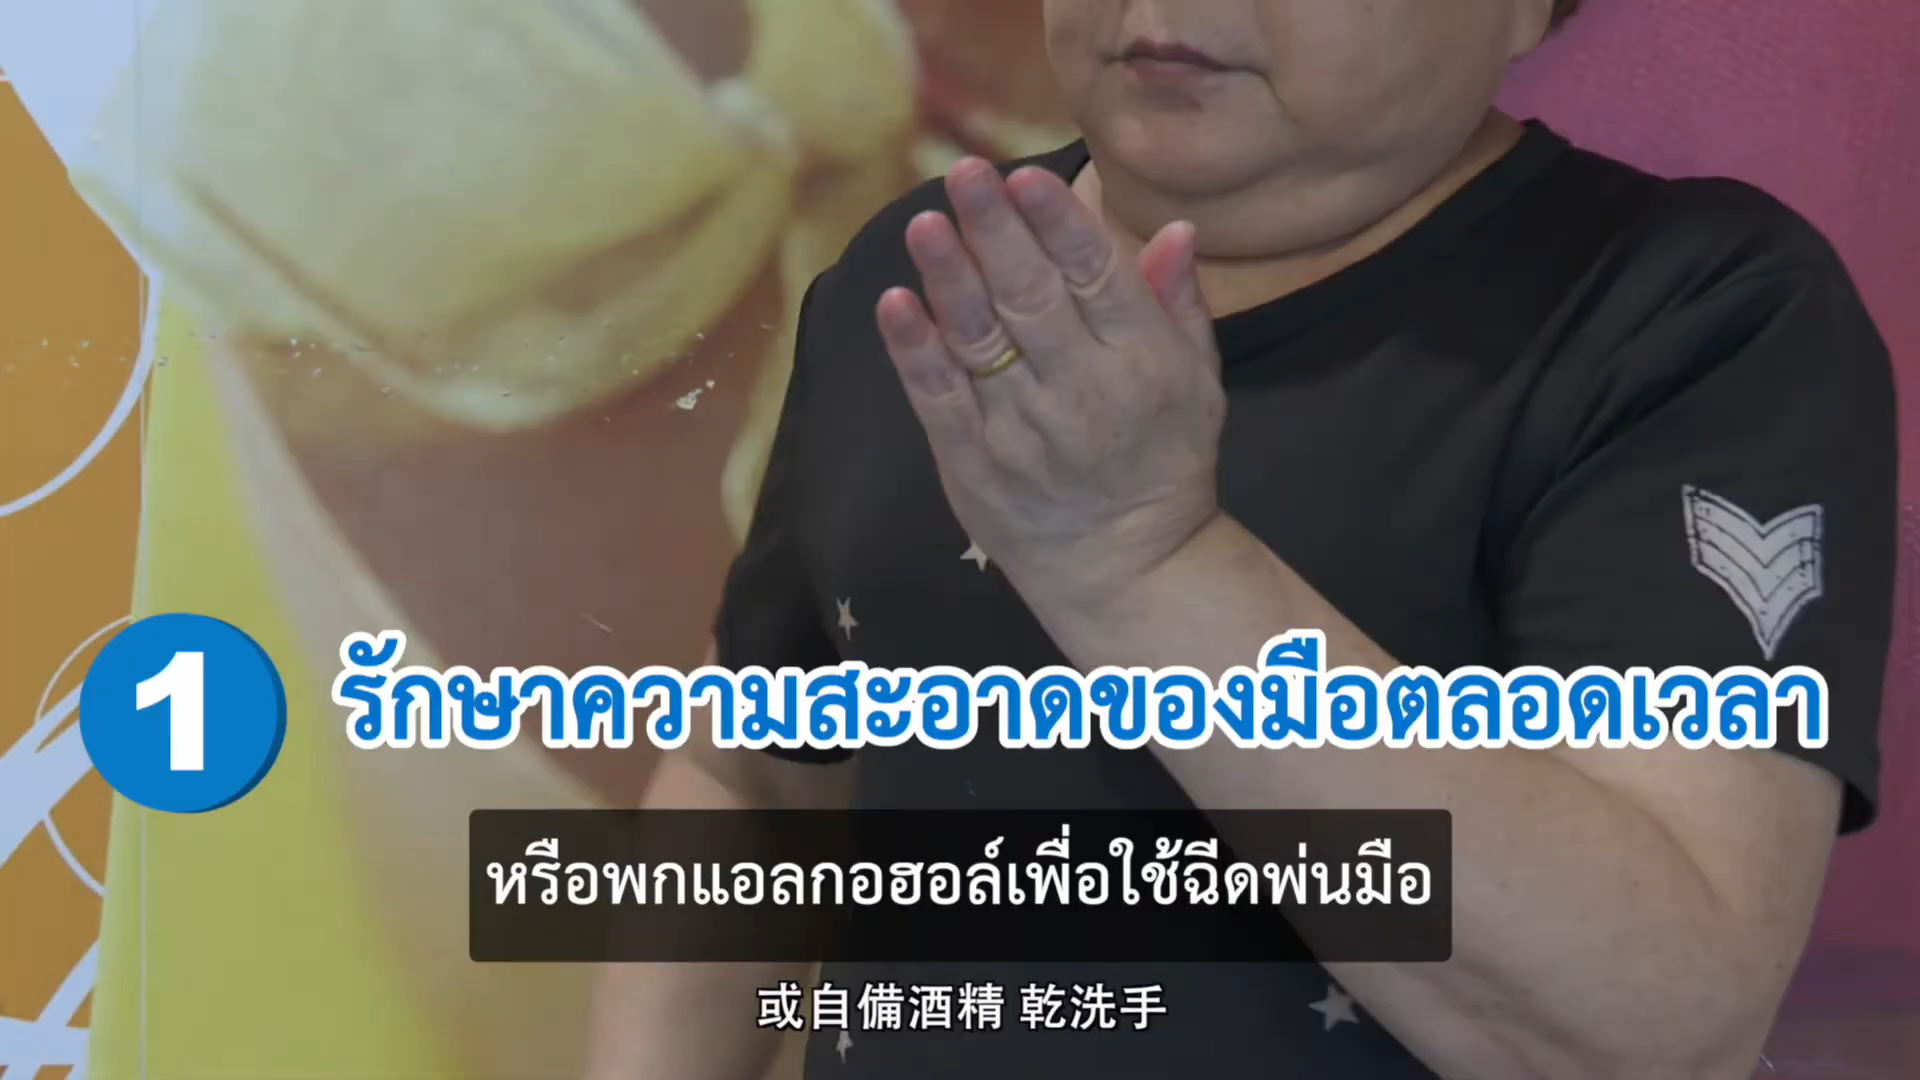 1 รักษาความสะอาดของมือตลอดเวลา
หรือพกแอลกอฮอล์เพื่อใช้ฉีดพ่นมือ
或自備酒精 乾洗手